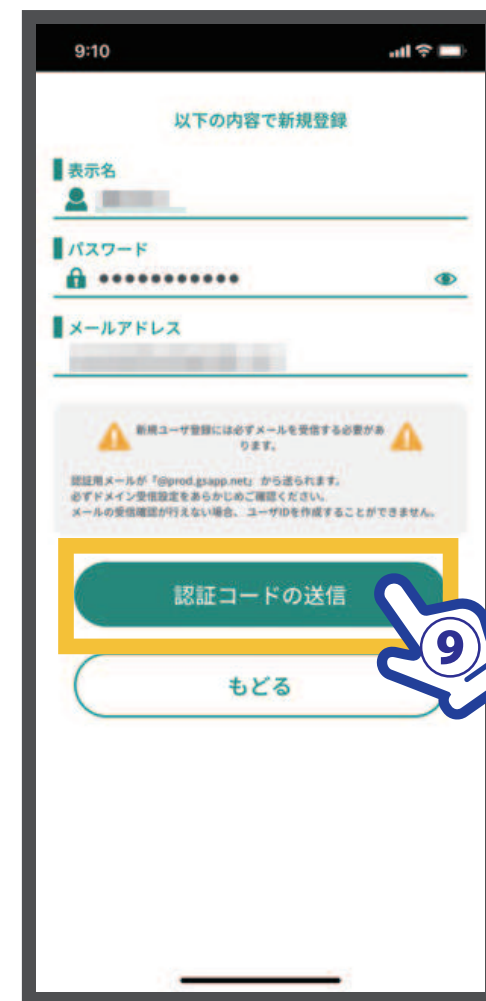 9:10
以下の内容で新規登録
表示名
パスワード
●●●●●●●●●●●
メールアドレス
新規ユーザ登録には必ずメールを受信する必要があ
ります。
認証用メールが「@prod.gsapp.net」から送られます。
必ずドメイン受信設定をあらかじめご確認ください。
メールの受信確認が行えない場合、ユーザIDを作成することができません。
認証コードの送信
9
もどる